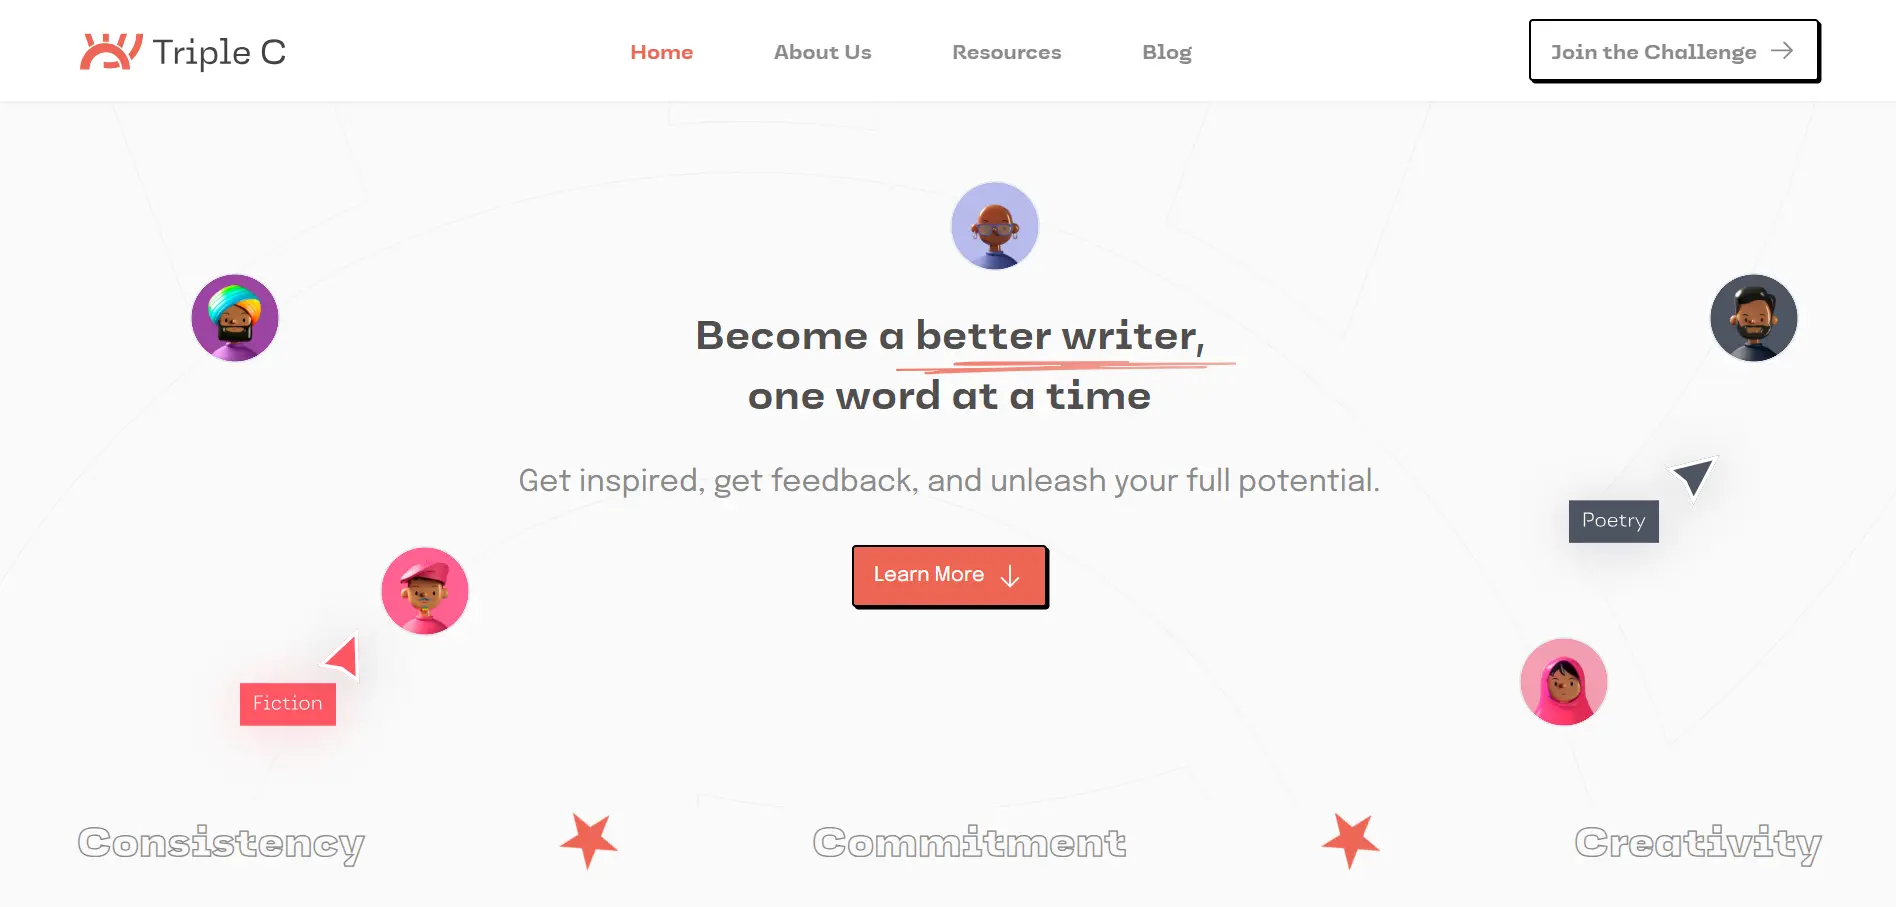 Triple C
Home
About Us
Resources
Blog
Join the Challenge
Become a better writer,
one word at a time
Get inspired, get feedback, and unleash your full potential.
Learn More
Poetry
Fiction
Consistency
Commitment
Creativity